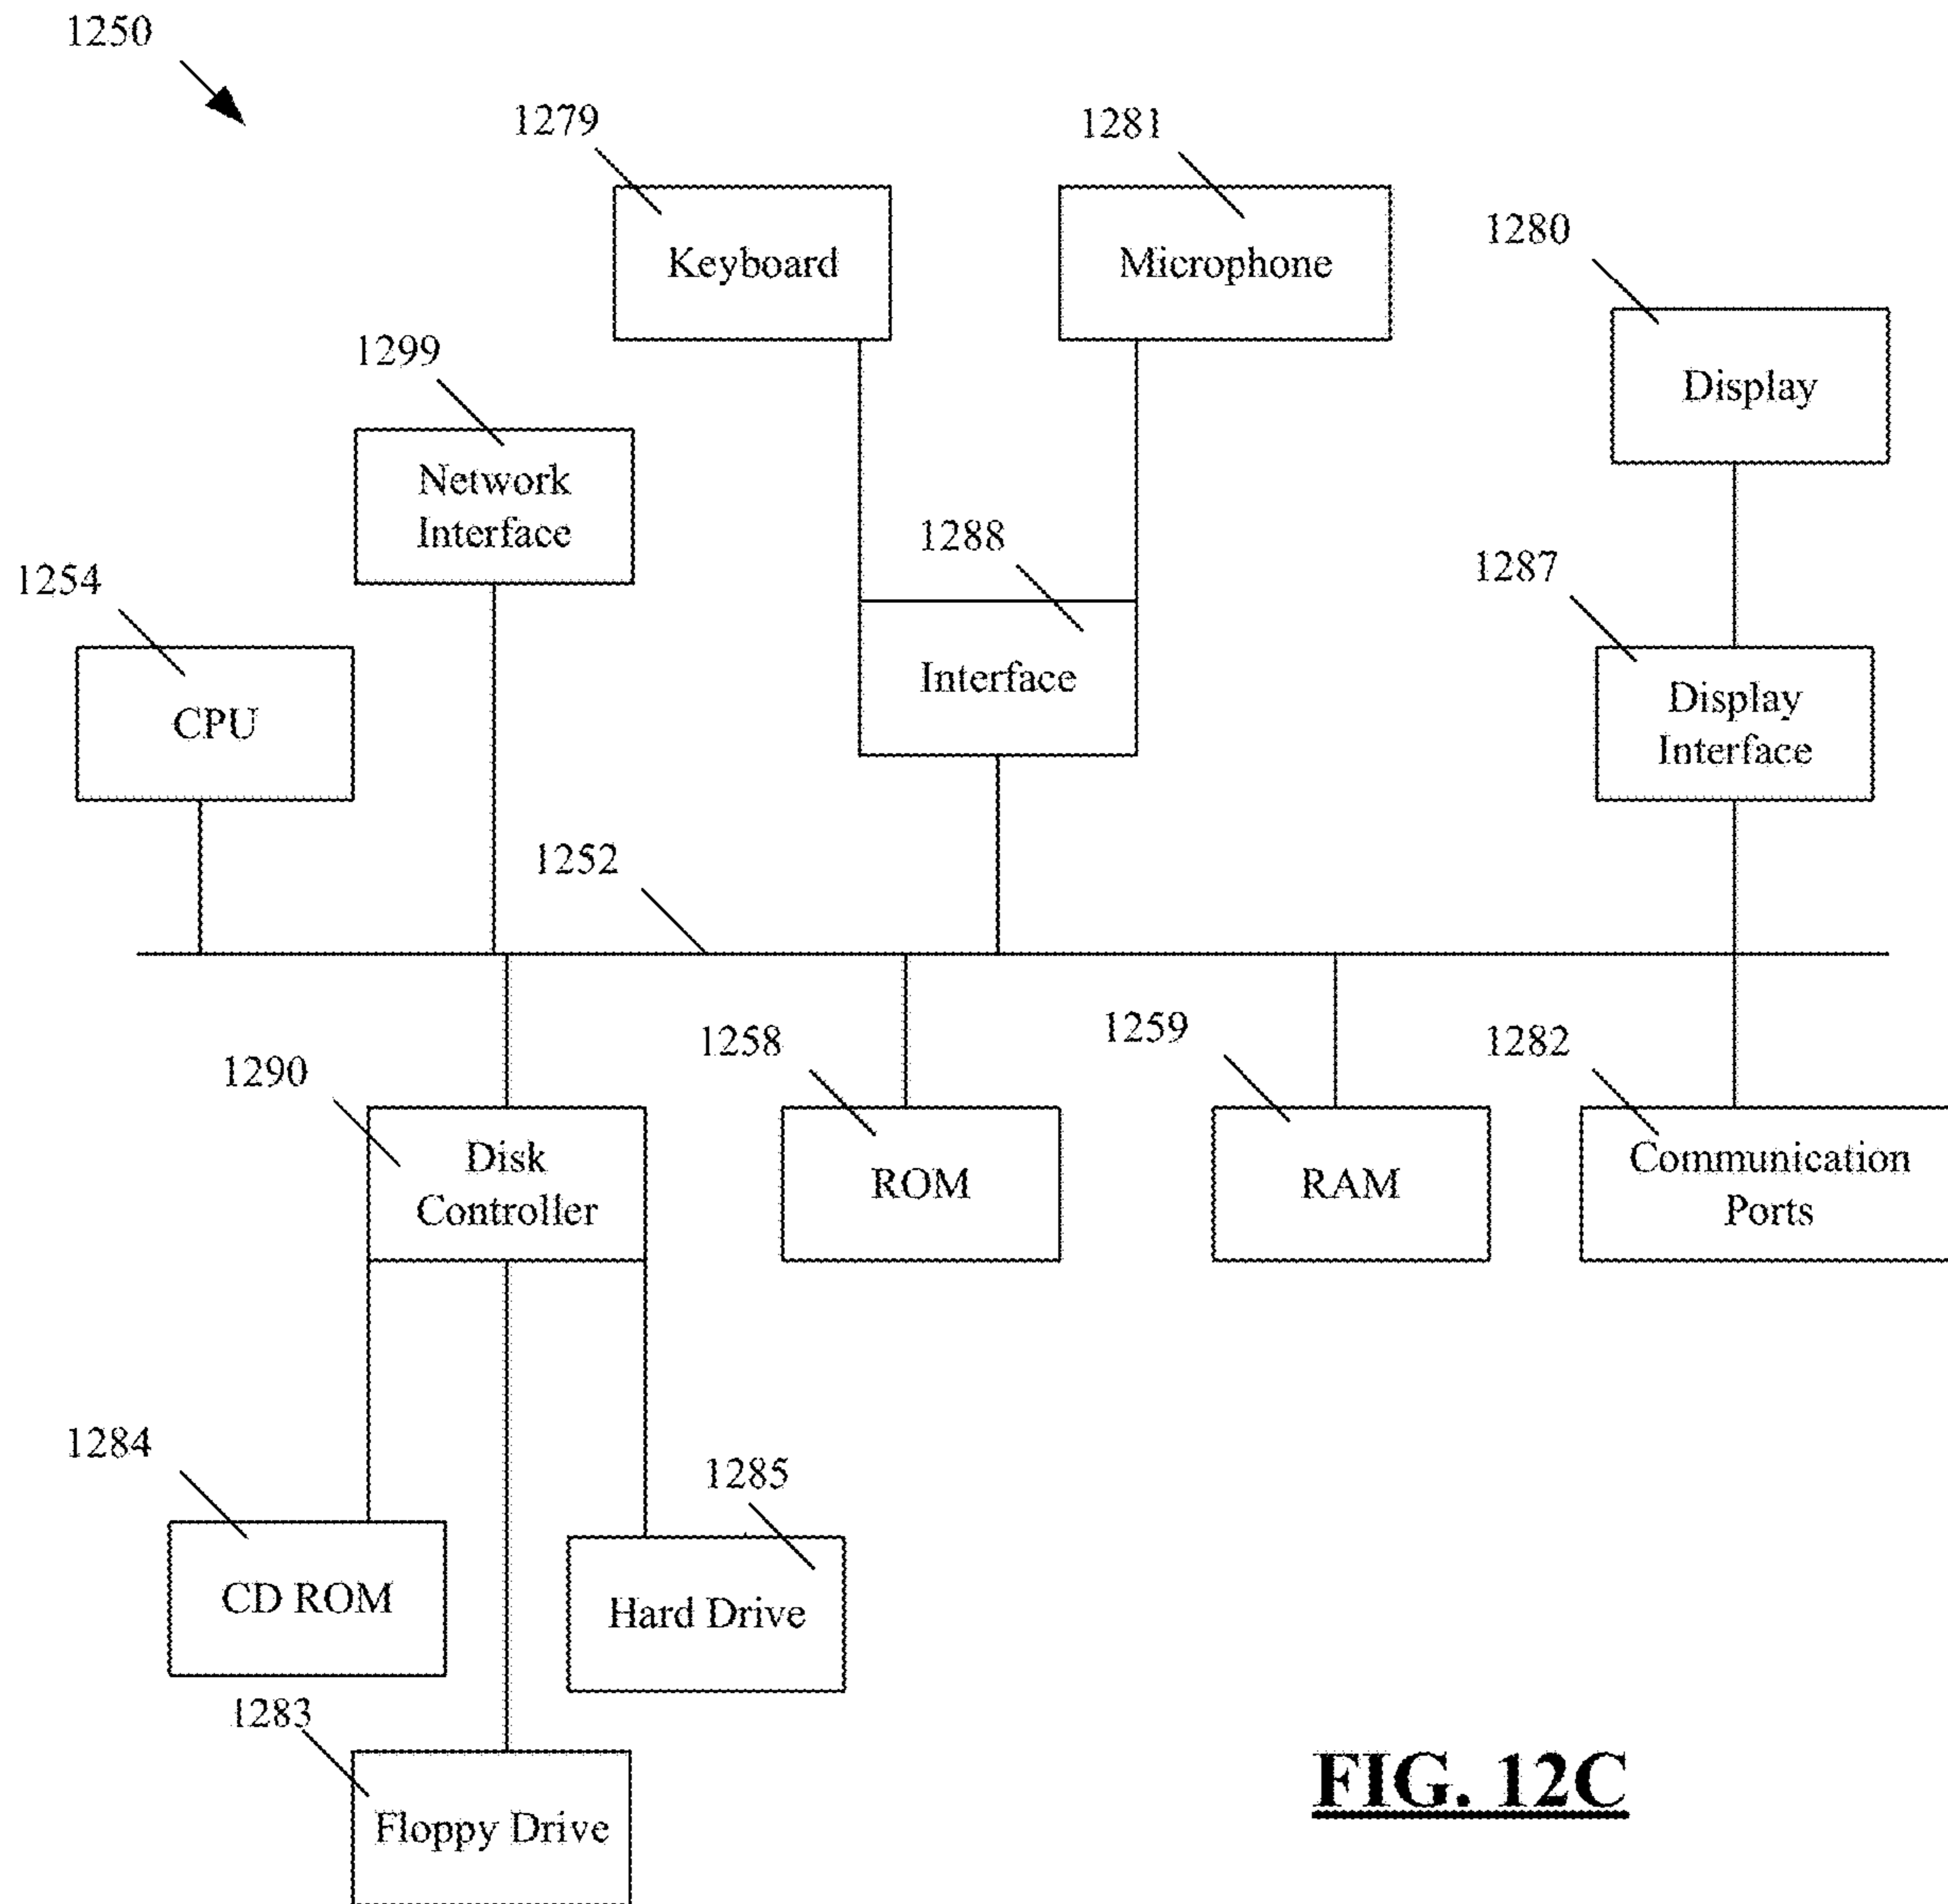 1250
1279
1281
Keyboard
Microphone
1280
Display
1299
Network
Interface
1288
1254
1287
CPU
Interface
Display
Interface
1252
1290
1258
1259
1282
Disk
Controller
ROM
RAM
Communication
Ports
1284
1285
CD ROM
Hard Drive
1283
Floppy Drive
FIG. 12C